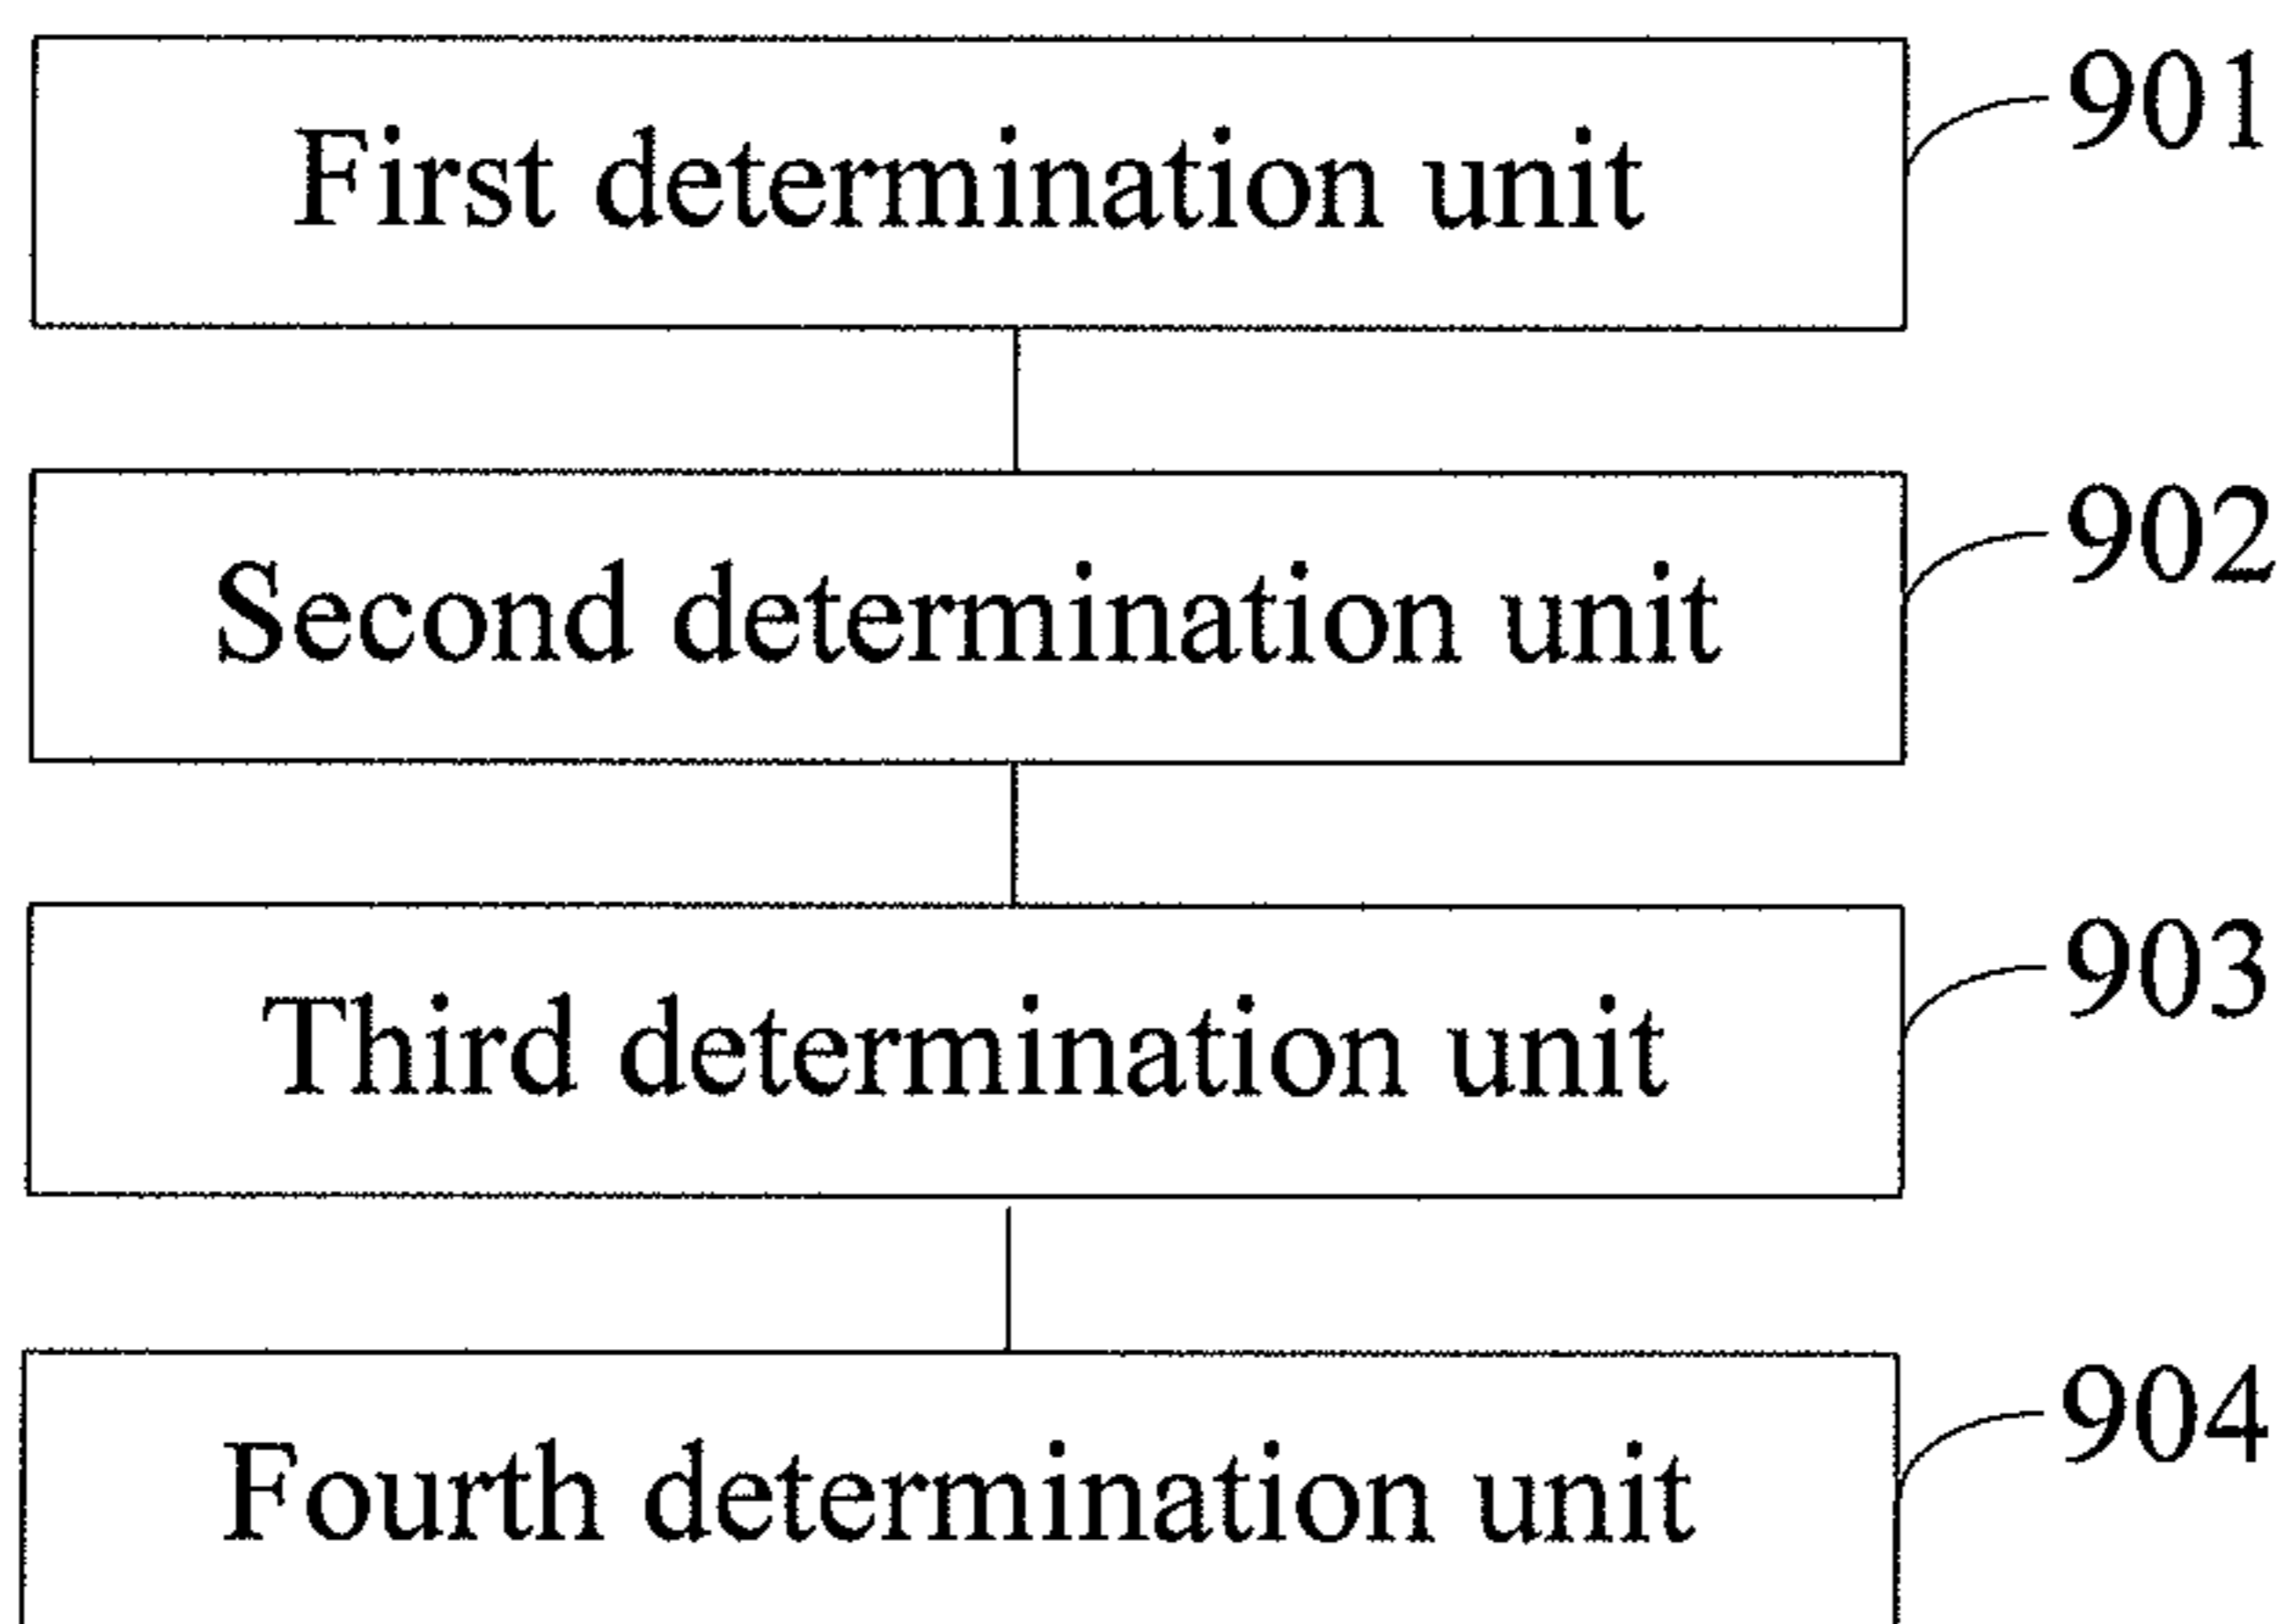 First determination unit 901
Second determination unit 902
Third determination unit 903
Fourth determination unit 904